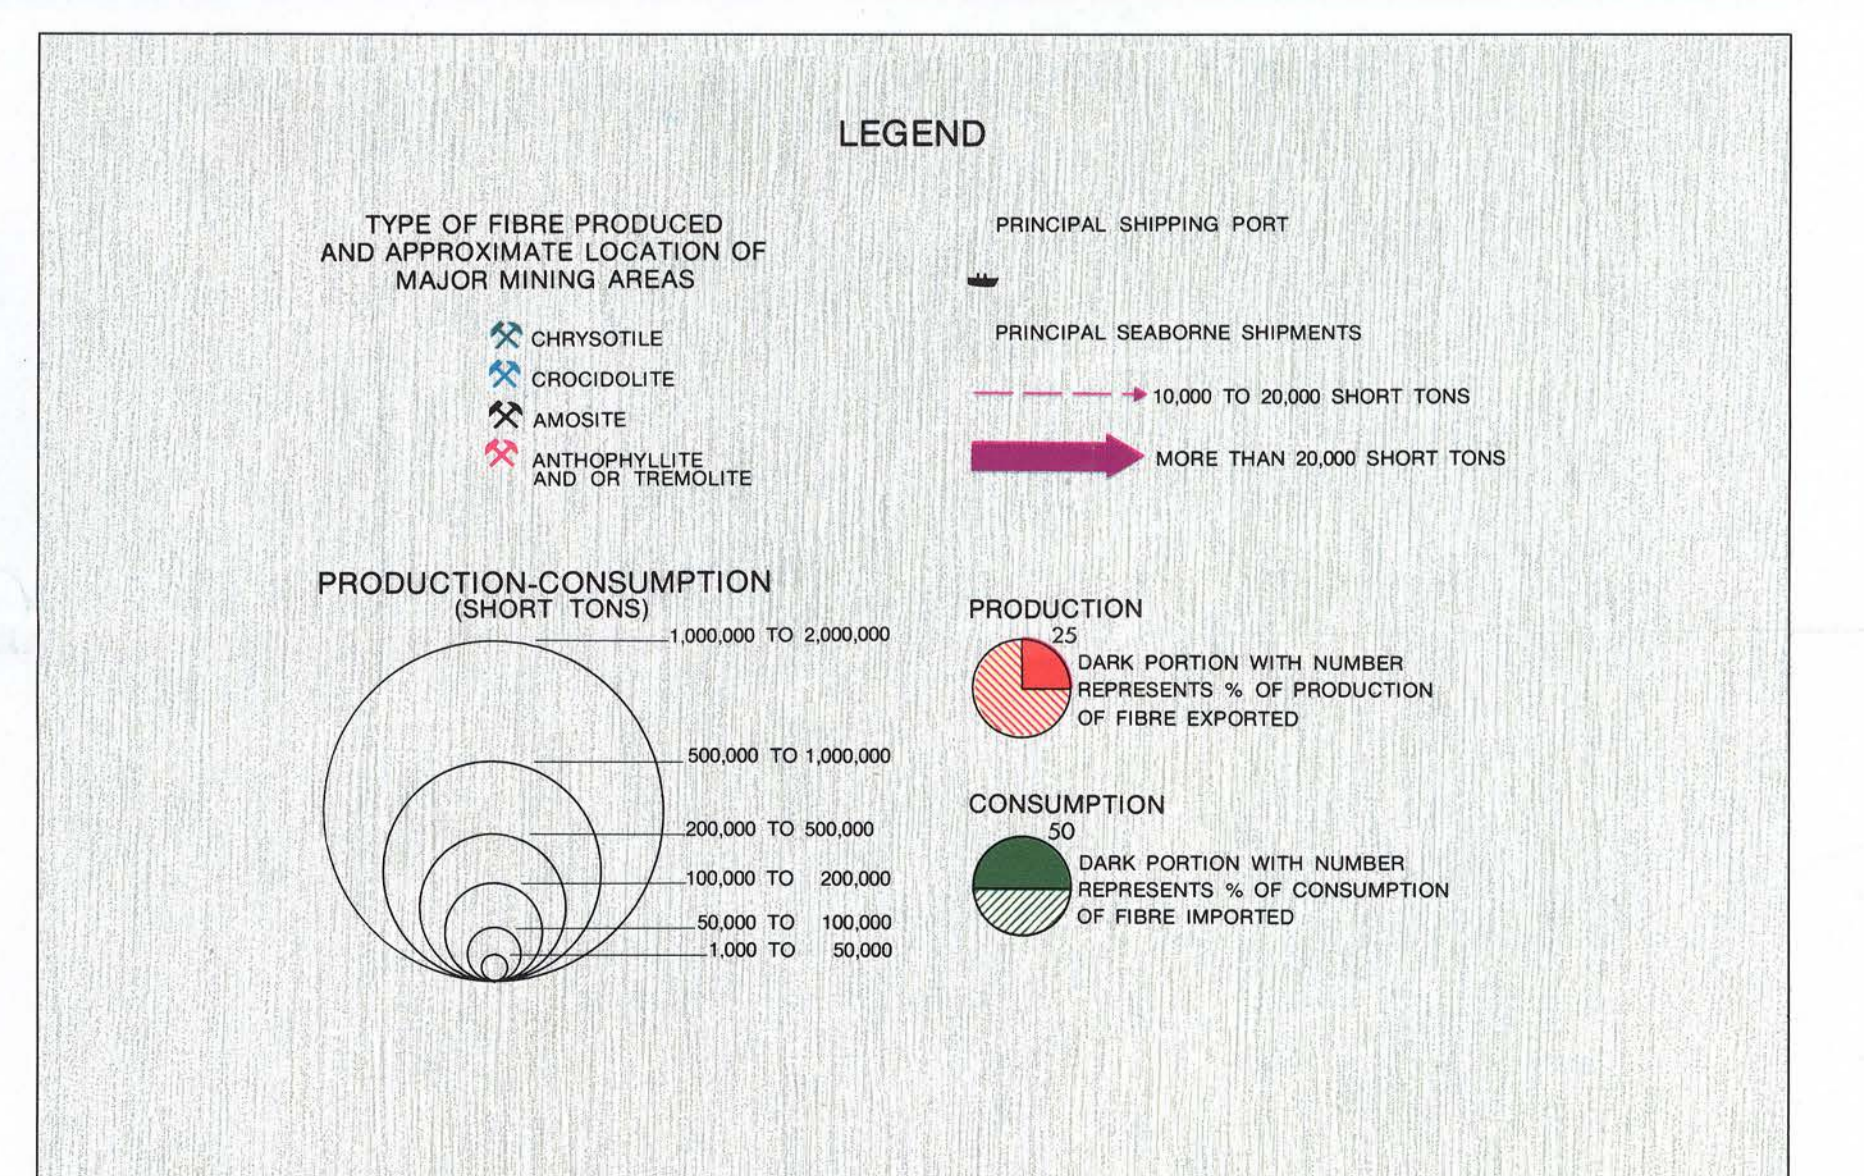 LEGEND
TYPE OF FIBRE PRODUCED
AND APPROXIMATE LOCATION OF
MAJOR MINING AREAS
CHRYSOTILE
CROCIDOLITE
AMOSITE
ANTHOPHYLLITE
AND OR TREMOLITE
PRINCIPAL SHIPPING PORT
PRINCIPAL SEABORNE SHIPMENTS
10,000 TO 20,000 SHORT TONS
MORE THAN 20,000 SHORT TONS
PRODUCTION-CONSUMPTION
(SHORT TONS)
1,000,000 TO 2,000,000
500,000 TO 1,000,000
200,000 TO 500,000
100,000 TO 200,000
50,000 TO 100,000
1,000 TO 50,000
PRODUCTION
25
DARK PORTION WITH NUMBER
REPRESENTS % OF PRODUCTION
OF FIBRE EXPORTED
CONSUMPTION
50
DARK PORTION WITH NUMBER
REPRESENTS % OF CONSUMPTION
OF FIBRE IMPORTED